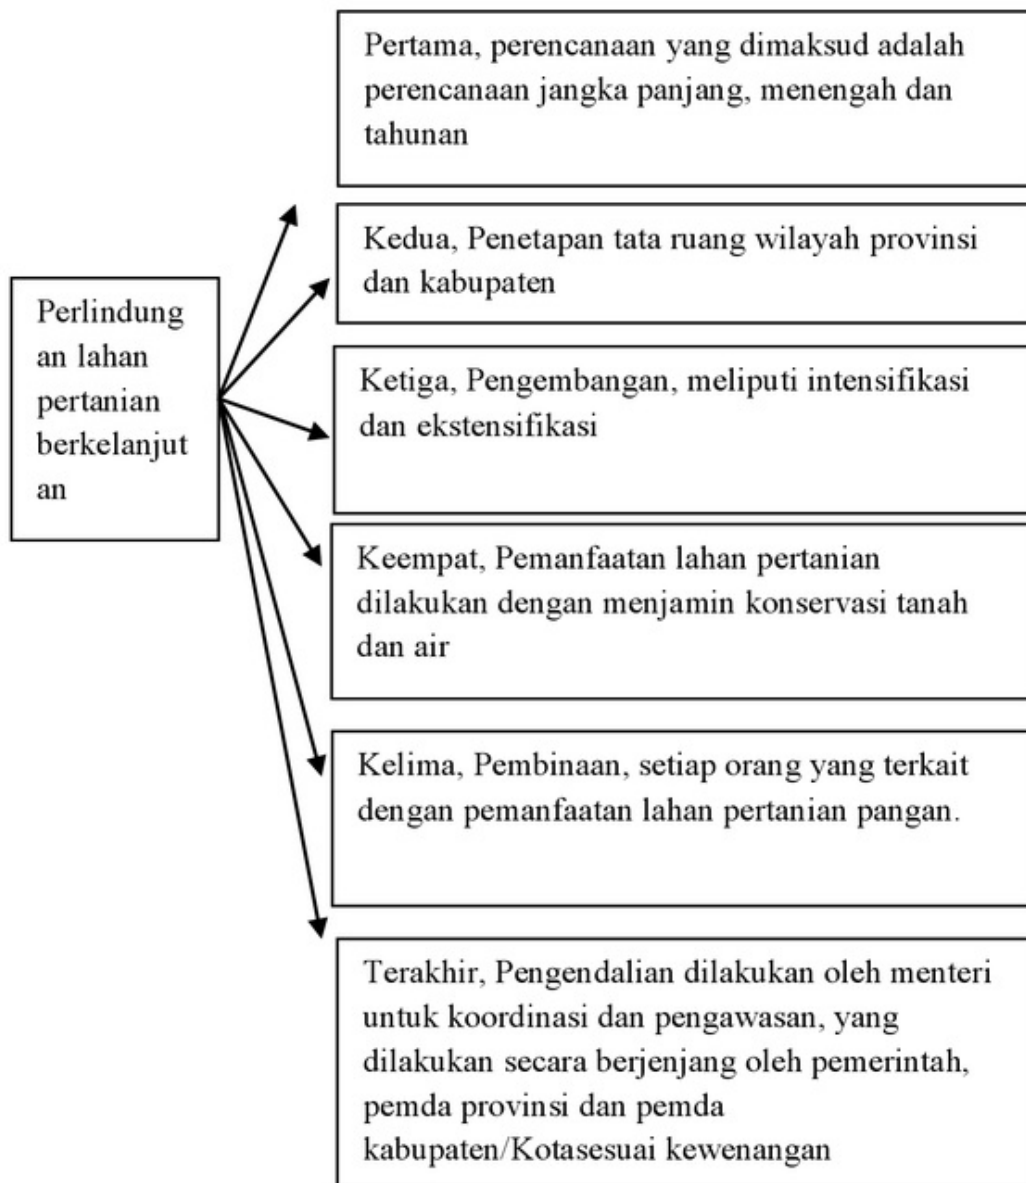 Pertama, perencanaan yang dimaksud adalah
perencanaan jangka panjang, menengah dan
tahunan
Kedua, Penetapan tata ruang wilayah provinsi
dan kabupaten
Perlindung
an lahan
pertanian
berkelanjut
an
Ketiga, Pengembangan, meliputi intensifikasi
dan ekstensifikasi
Keempat, Pemanfaatan lahan pertanian
dilakukan dengan menjamin konservasi tanah
dan air
Kelima, Pembinaan, setiap orang yang terkait
dengan pemanfaatan lahan pertanian pangan.
Terakhir, Pengendalian dilakukan oleh menteri
untuk koordinasi dan pengawasan, yang
dilakukan secara berjenjang oleh pemerintah,
pemda provinsi dan pemda
kabupaten/Kotasesuai kewenangan